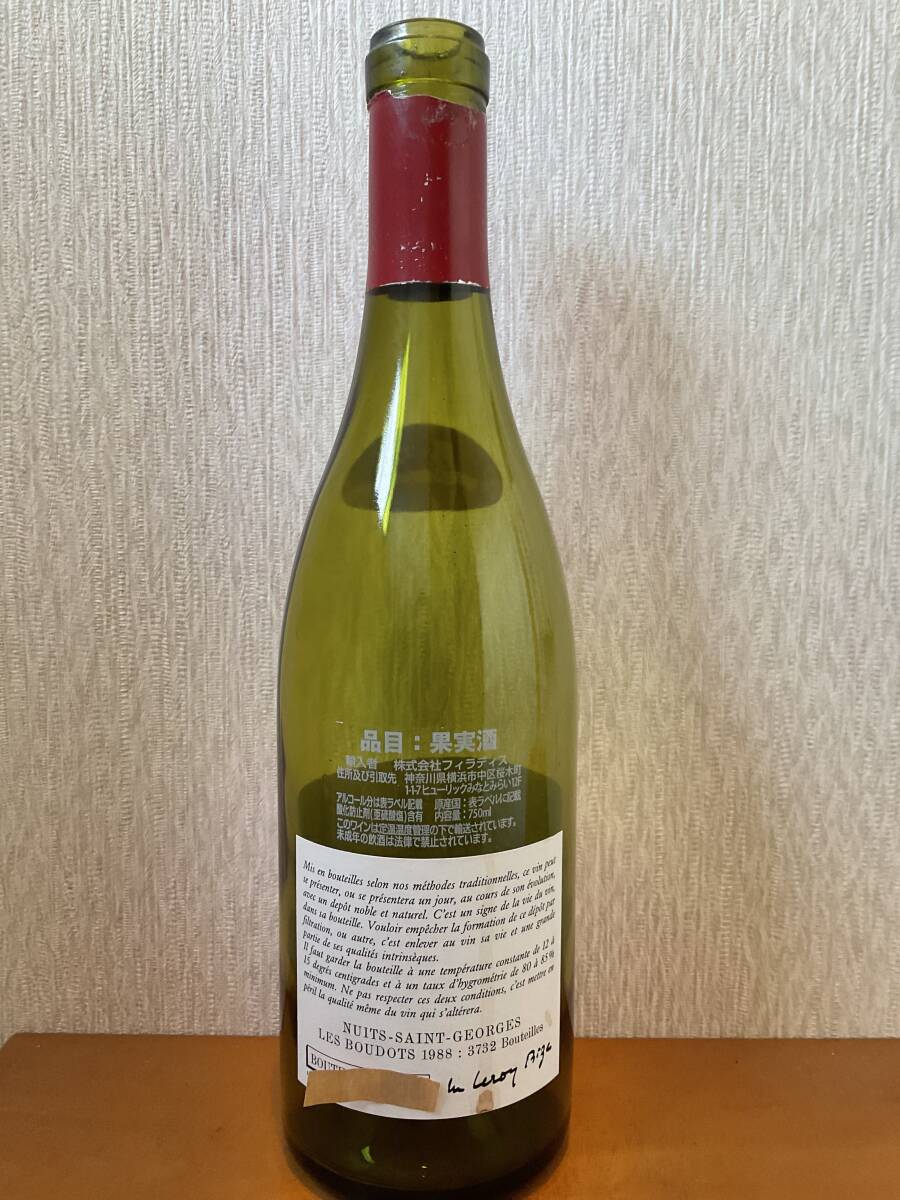 品目：果実酒
輸入者 株式会社フィラディス
住所及び引取先 神奈川県横浜市中区桜木町
1-1-7ヒューリックみなとみらい12F
アルコール分は表ラベル記載 原産国：表ラベルに記載
酸化防止剤(亜硫酸塩)含有 内容量：750ml
このワインは定温温度管理の下で輸送されています。
未成年の飲酒は法律で禁止されています。
Mis en bouteilles selon nos méthodes traditionnelles, ce vin peut
se présenter, ou se présentera un jour, au cours de son évolution,
avec un depôt noble et naturel. C'est un signe de la vie du vin,
dans sa bouteille. Vouloir empêcher la formation de ce dépôt par
filtration, ou autre, c'est enlever au vin sa vie et une grande
partie de ses qualités intrinsèques.
Il faut garder la bouteille à une température constante de 12 à
15 degrés centigrades et à un taux d'hygrométrie de 80 à 85 %
minimum. Ne pas respecter ces deux conditions, c'est mettre en
péril la qualité même du vin qui s'altérera.
NUITS-SAINT-GEORGES
LES BOUDOTS 1988 : 3732 Bouteilles
BOUT
Leroy Bize